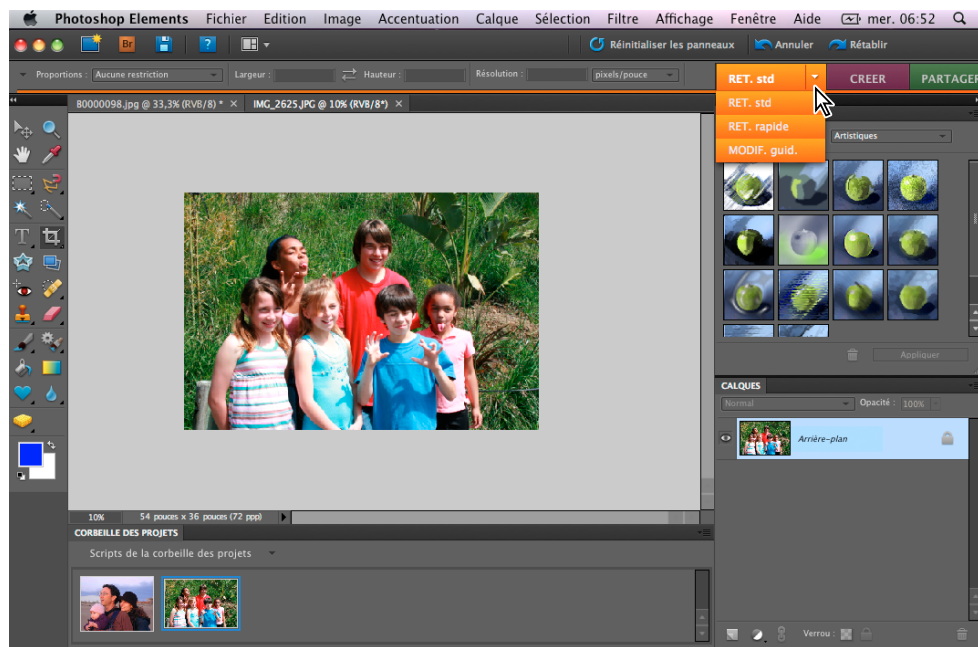 Photoshop Elements Fichier Edition Image Accentuation Calque Sélection Filtre Affichage Fenêtre Aide mer. 06:52
Br ? Réinitialiser les panneaux Annuler Rétablir
Proportions : Aucune restriction Largeur : Hauteur : Résolution : pixels/pouce
RET. std CREER PARTAGER
B0000098.jpg @ 33,3% (RVB/8) * × IMG_2625.JPG @ 10% (RVB/8*) ×
RET. std
RET. rapide
MODIF. guid.
Artistiques
T
Appliquer
CALQUES
Normal Opacité : 100%
Arrière-plan
10% 54 pouces x 36 pouces (72 ppp)
CORBEILLE DES PROJETS
Scripts de la corbeille des projets
Verrou :